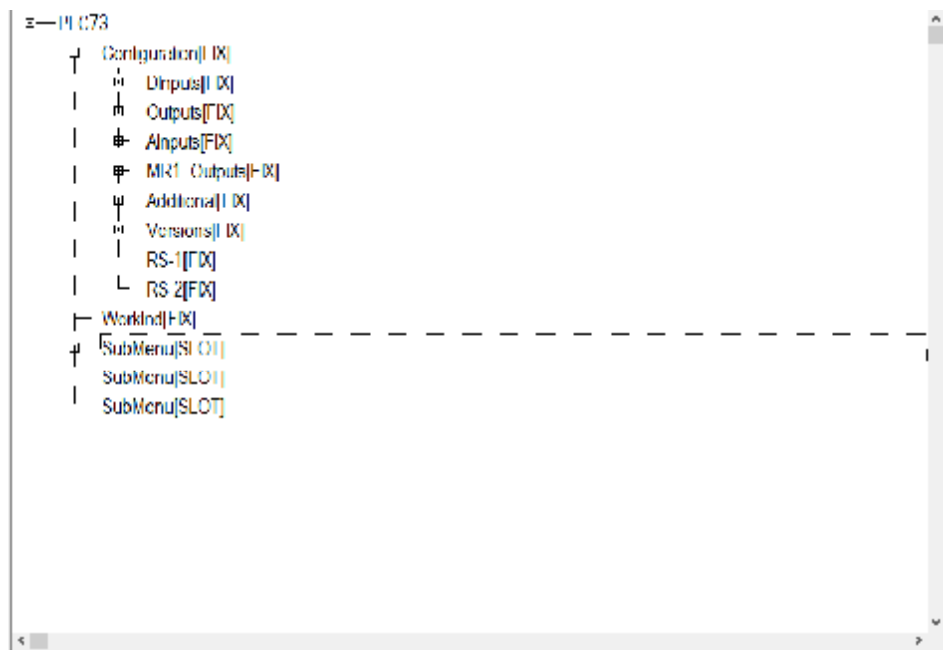 PLC73
Configuration[FIX]
DInputs[FIX]
Outputs[FIX]
AInputs[FIX]
MR1_Outputs[FIX]
Additional[FIX]
Versions[FIX]
RS-1[FIX]
RS-2[FIX]
WorkInd[FIX]
SubMenu[SLOT]
SubMenu[SLOT]
SubMenu[SLOT]